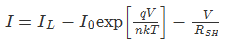 I = I_L − I_0 exp[qV/nkT] − V/R_SH